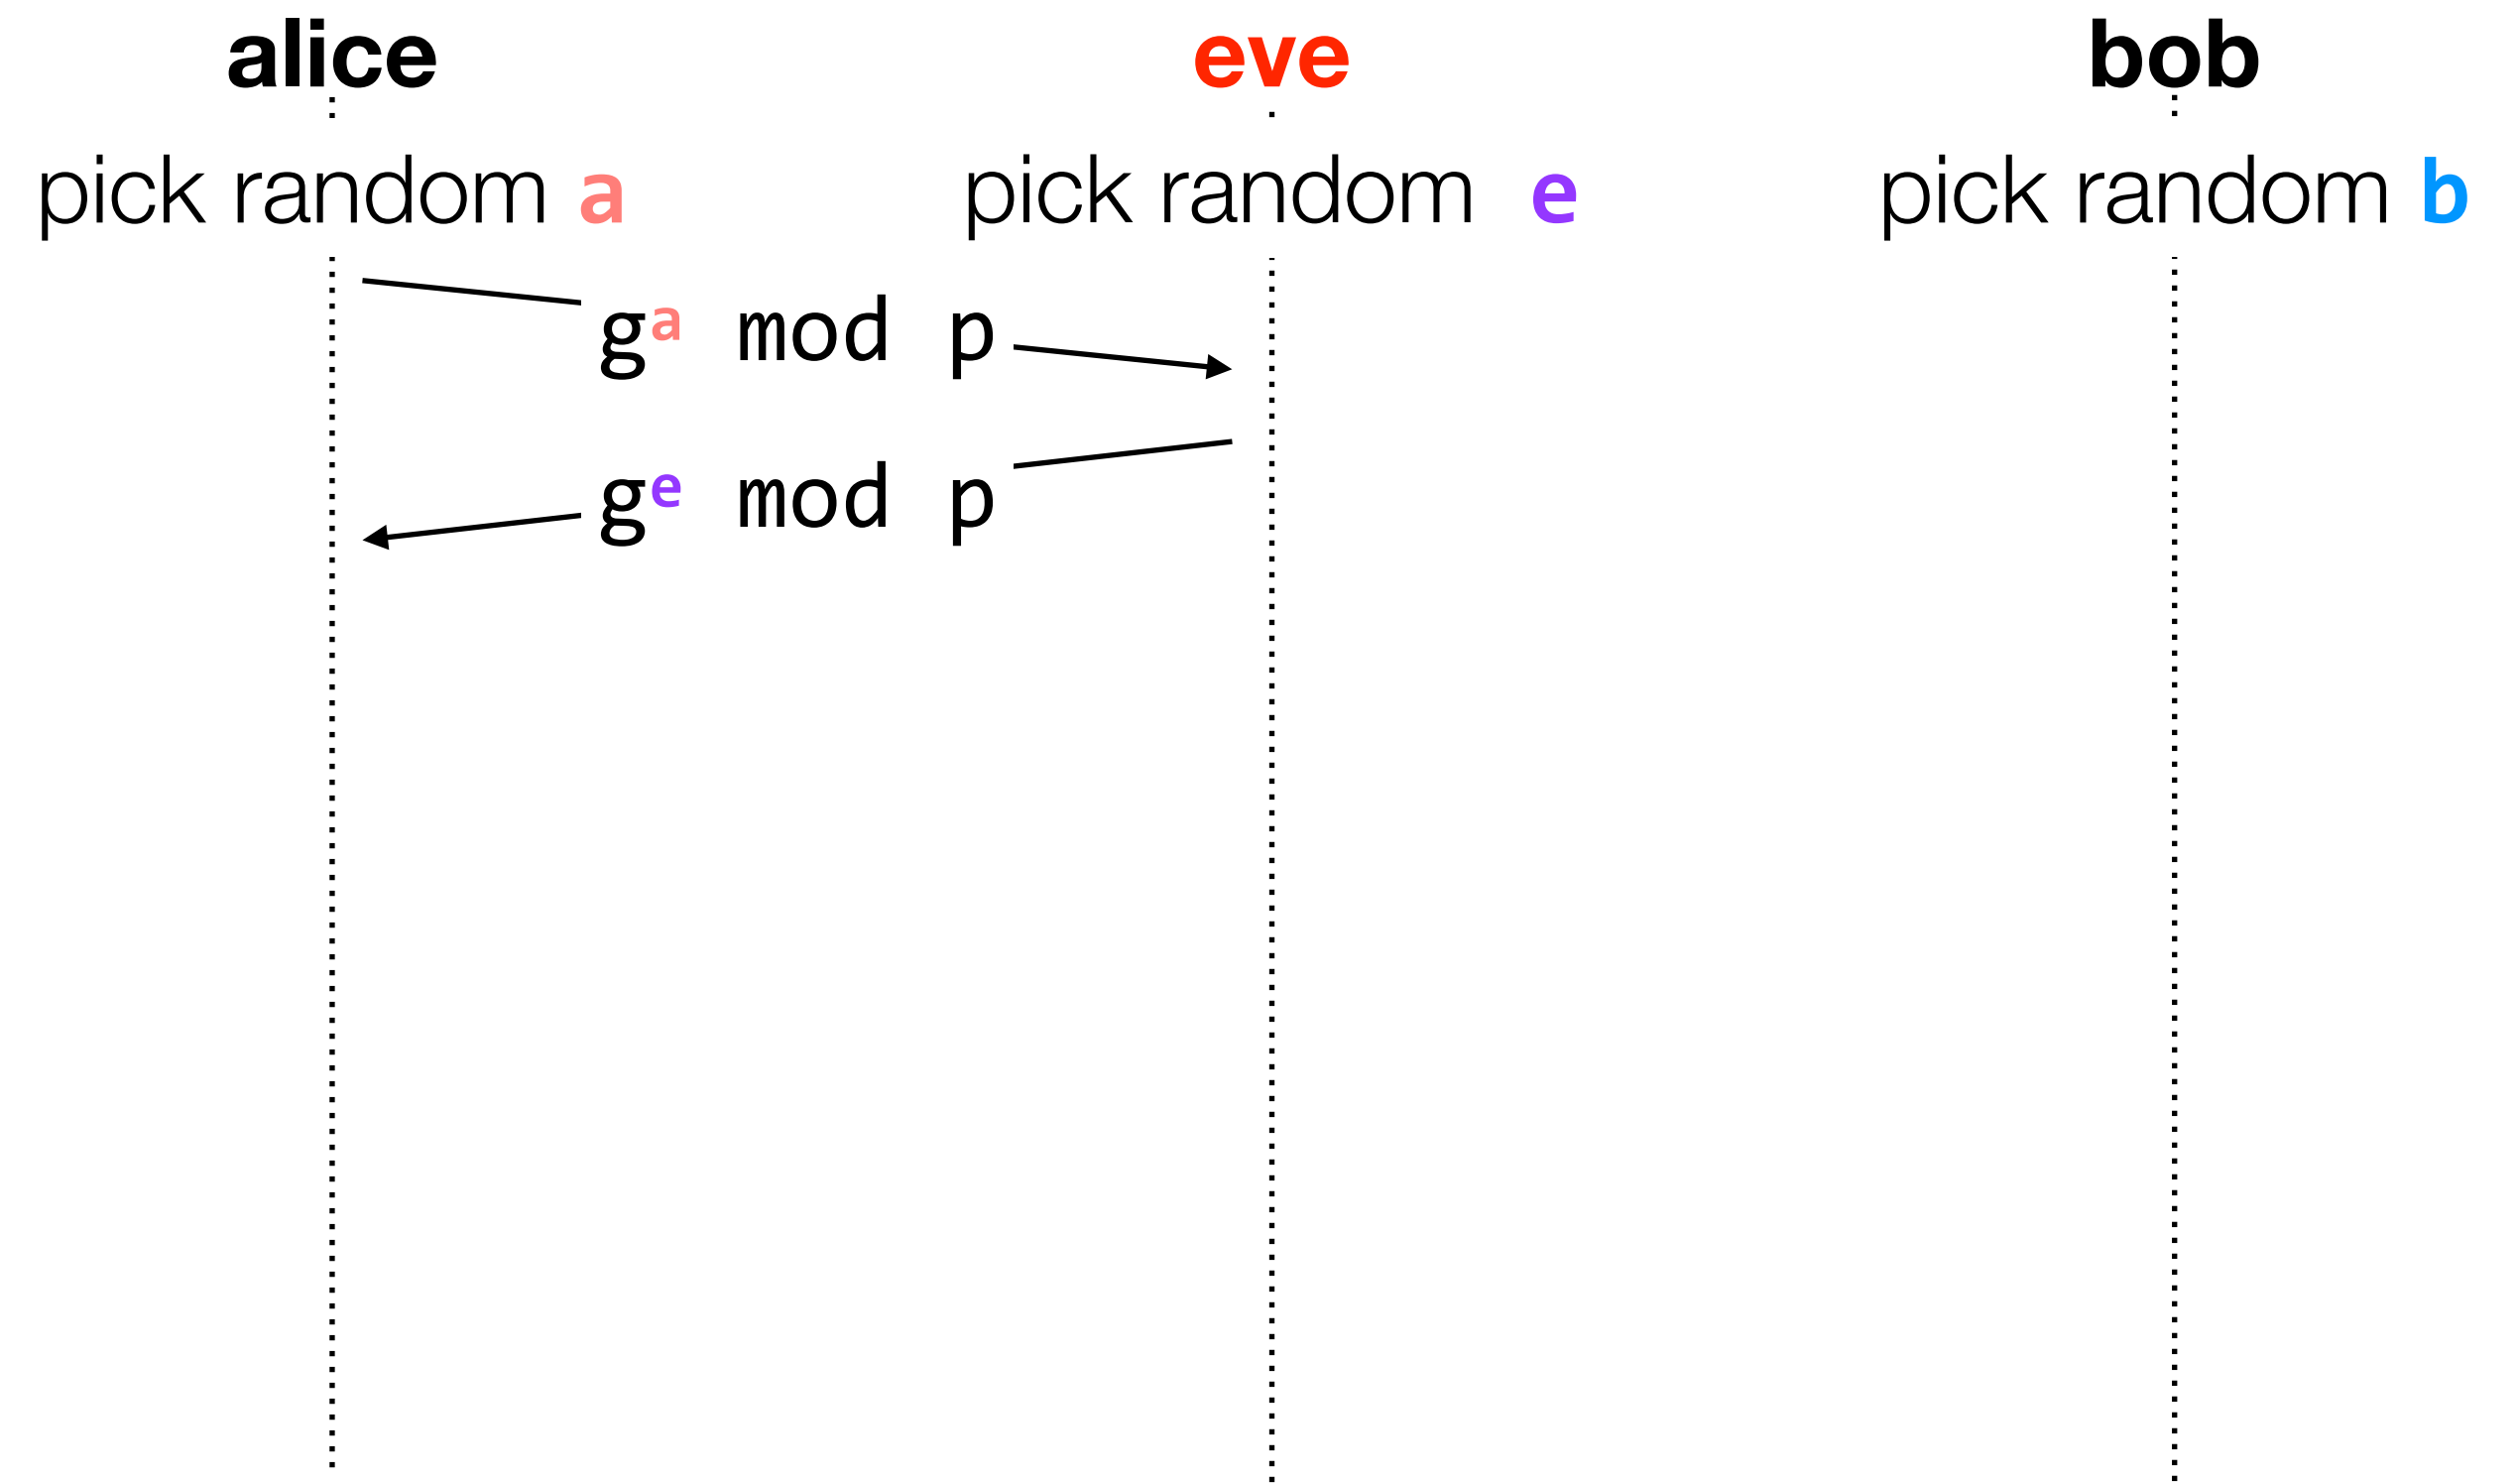 alice eve bob
pick random a pick random e pick random b
gᵃ mod p
gᵉ mod p